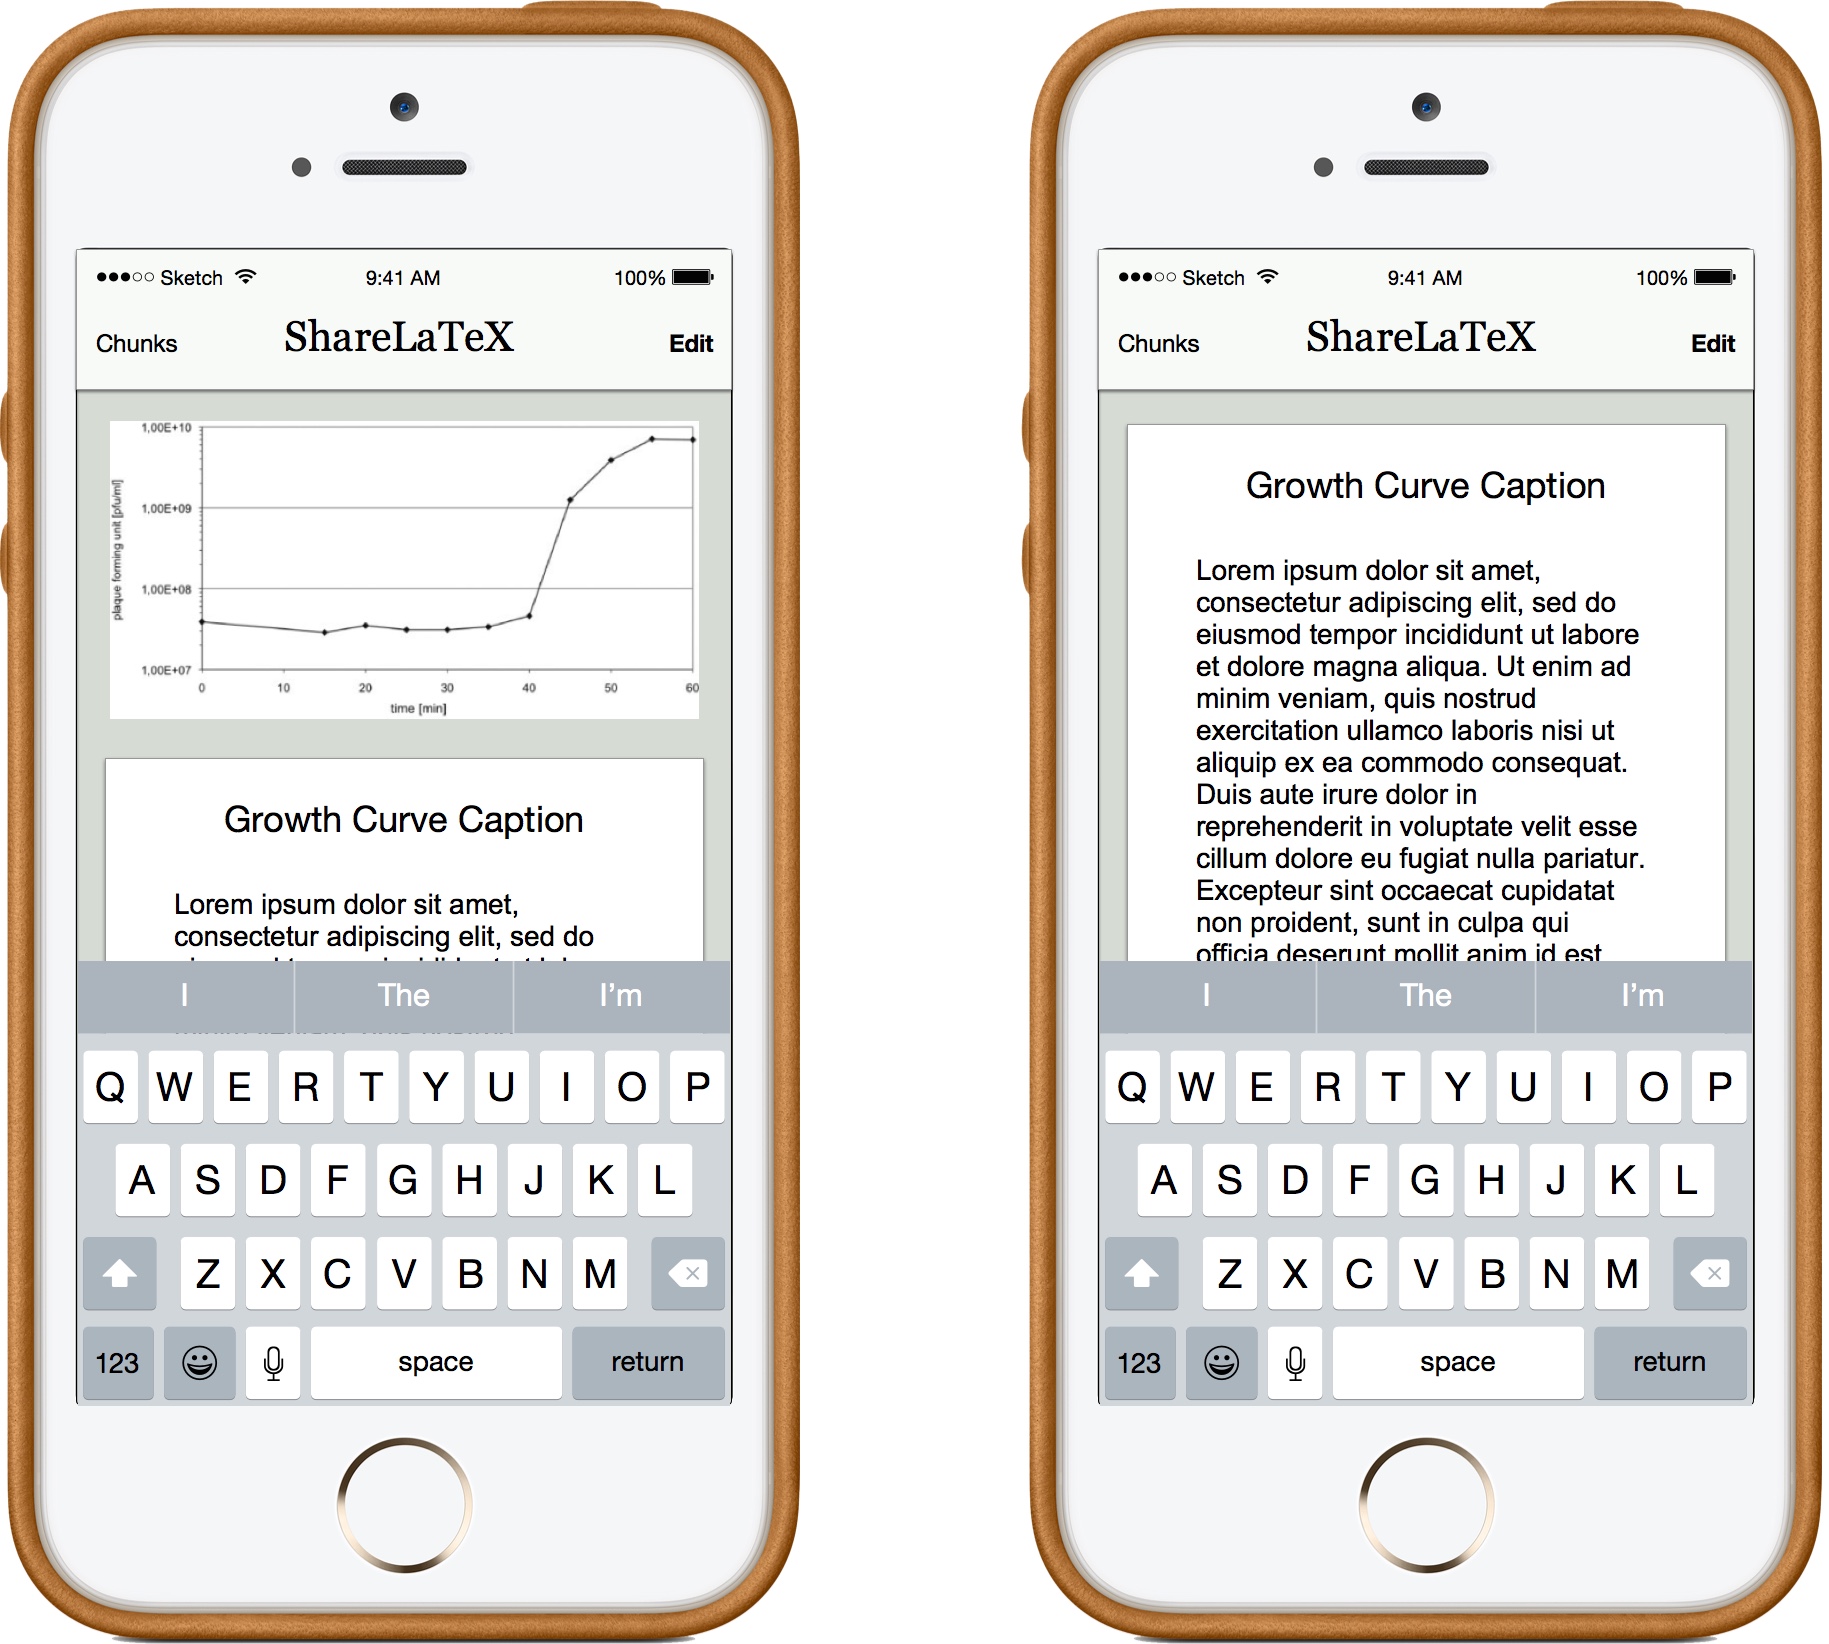 Sketch 9:41 AM 100%
Chunks ShareLaTeX Edit
1,00E+10
1,00E+09
1,00E+08
1,00E+07
plaque forming unit [pfu/ml]
0 10 20 30 40 50 60
time [min]
Growth Curve Caption
Lorem ipsum dolor sit amet,
consectetur adipiscing elit, sed do
I The I'm
Q W E R T Y U I O P
A S D F G H J K L
Z X C V B N M
123 space return
Sketch 9:41 AM 100%
Chunks ShareLaTeX Edit
Growth Curve Caption
Lorem ipsum dolor sit amet,
consectetur adipiscing elit, sed do
eiusmod tempor incididunt ut labore
et dolore magna aliqua. Ut enim ad
minim veniam, quis nostrud
exercitation ullamco laboris nisi ut
aliquip ex ea commodo consequat.
Duis aute irure dolor in
reprehenderit in voluptate velit esse
cillum dolore eu fugiat nulla pariatur.
Excepteur sint occaecat cupidatat
non proident, sunt in culpa qui
officia deserunt mollit anim id est
I The I'm
Q W E R T Y U I O P
A S D F G H J K L
Z X C V B N M
123 space return